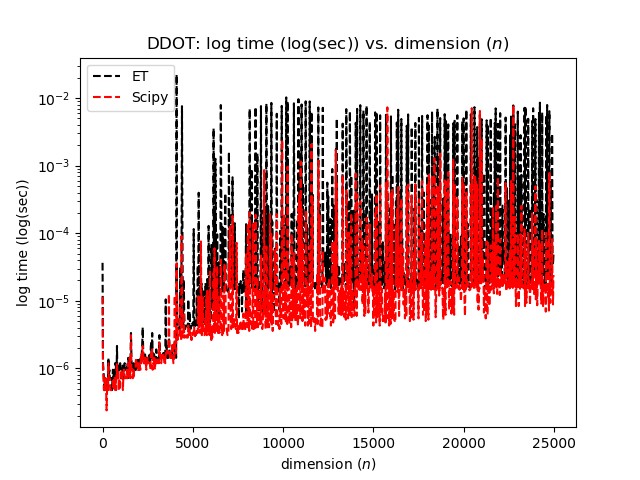 DDOT: log time (log(sec)) vs. dimension (n)
ET
Scipy
10⁻²
10⁻³
10⁻⁴
10⁻⁵
10⁻⁶
log time (log(sec))
0 5000 10000 15000 20000 25000
dimension (n)